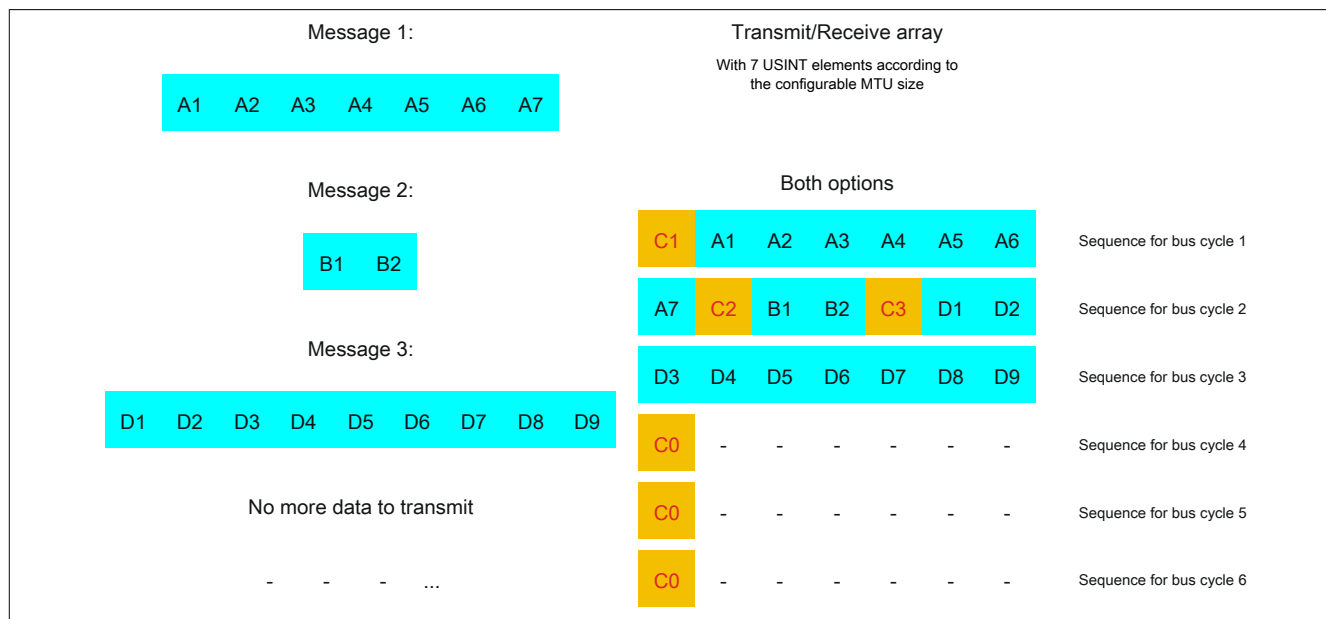 Message 1:
A1 A2 A3 A4 A5 A6 A7
Message 2:
B1 B2
Message 3:
D1 D2 D3 D4 D5 D6 D7 D8 D9
No more data to transmit
- - - ...
Transmit/Receive array
With 7 USINT elements according to
the configurable MTU size
Both options
C1 A1 A2 A3 A4 A5 A6 Sequence for bus cycle 1
A7 C2 B1 B2 C3 D1 D2 Sequence for bus cycle 2
D3 D4 D5 D6 D7 D8 D9 Sequence for bus cycle 3
C0 - - - - - - Sequence for bus cycle 4
C0 - - - - - - Sequence for bus cycle 5
C0 - - - - - - Sequence for bus cycle 6